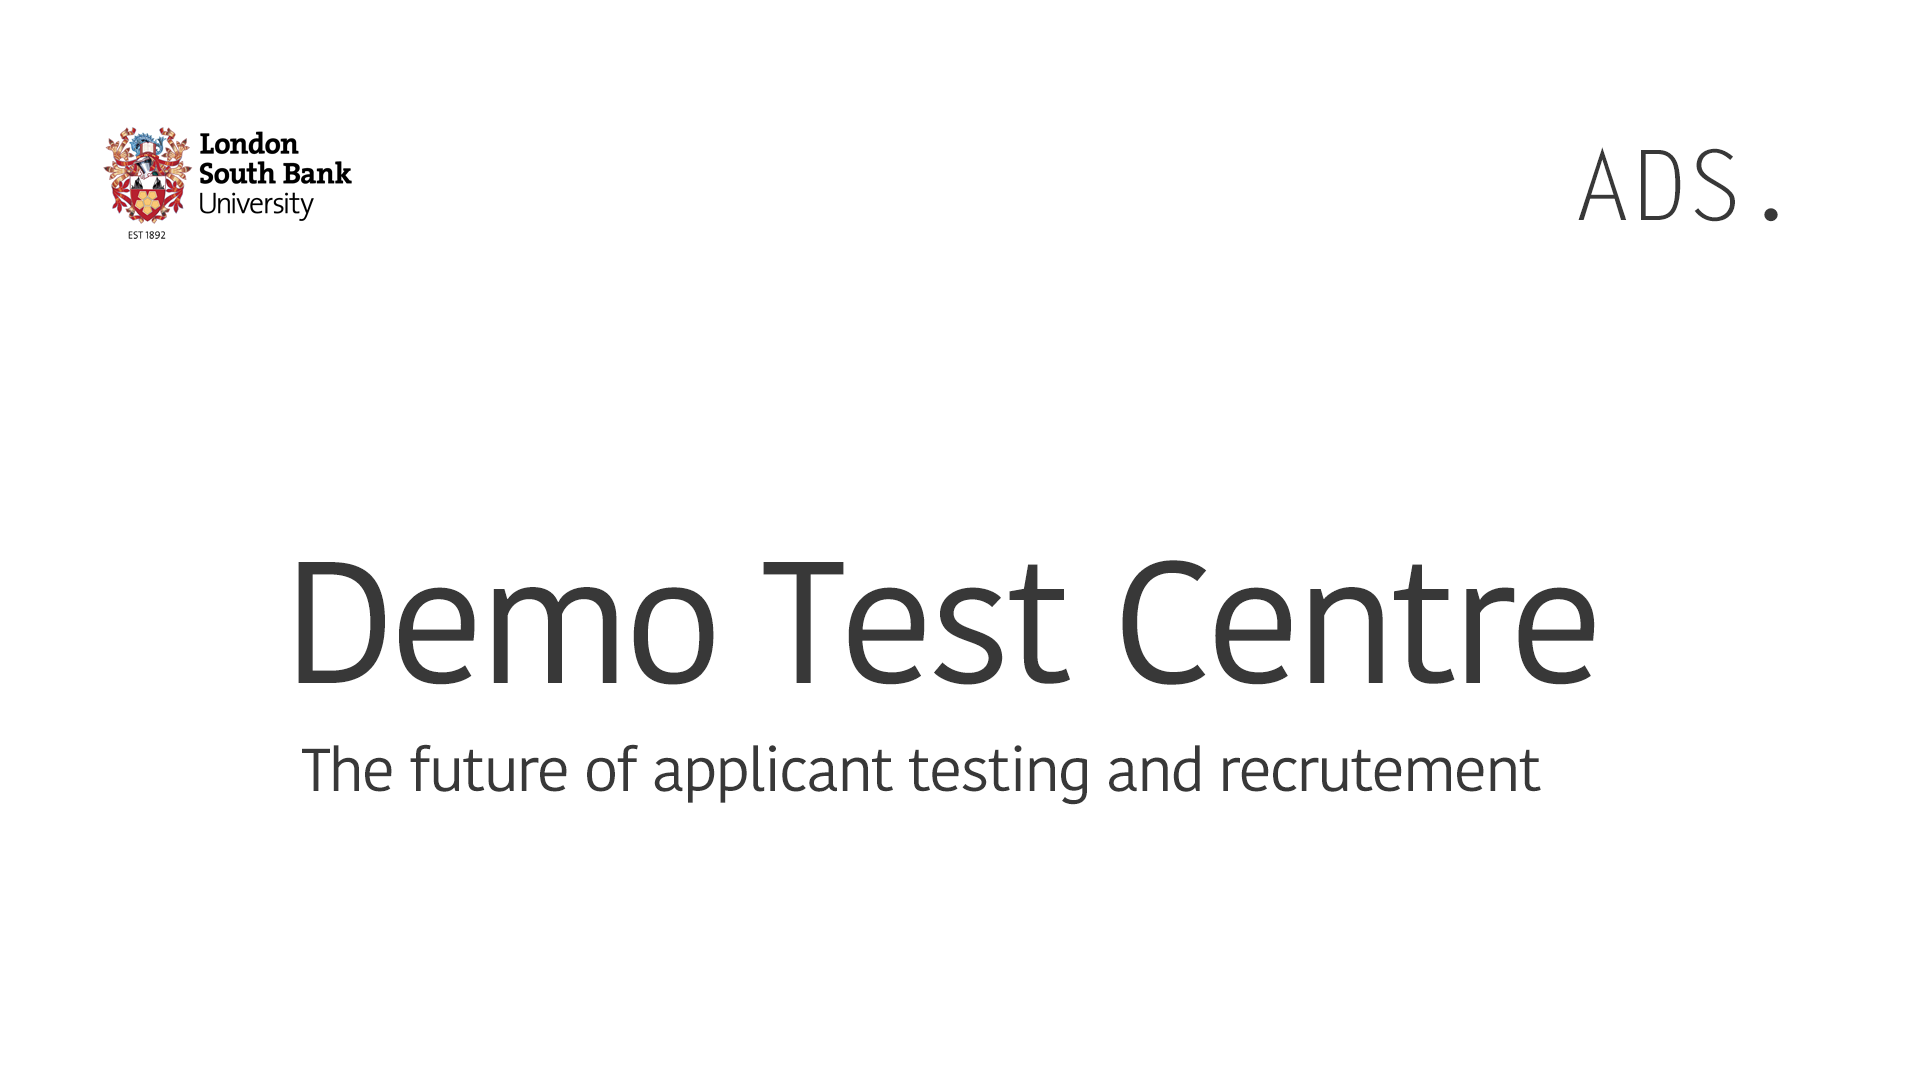 London
South Bank
University
EST 1892
ADS.
Demo Test Centre
The future of applicant testing and recrutement